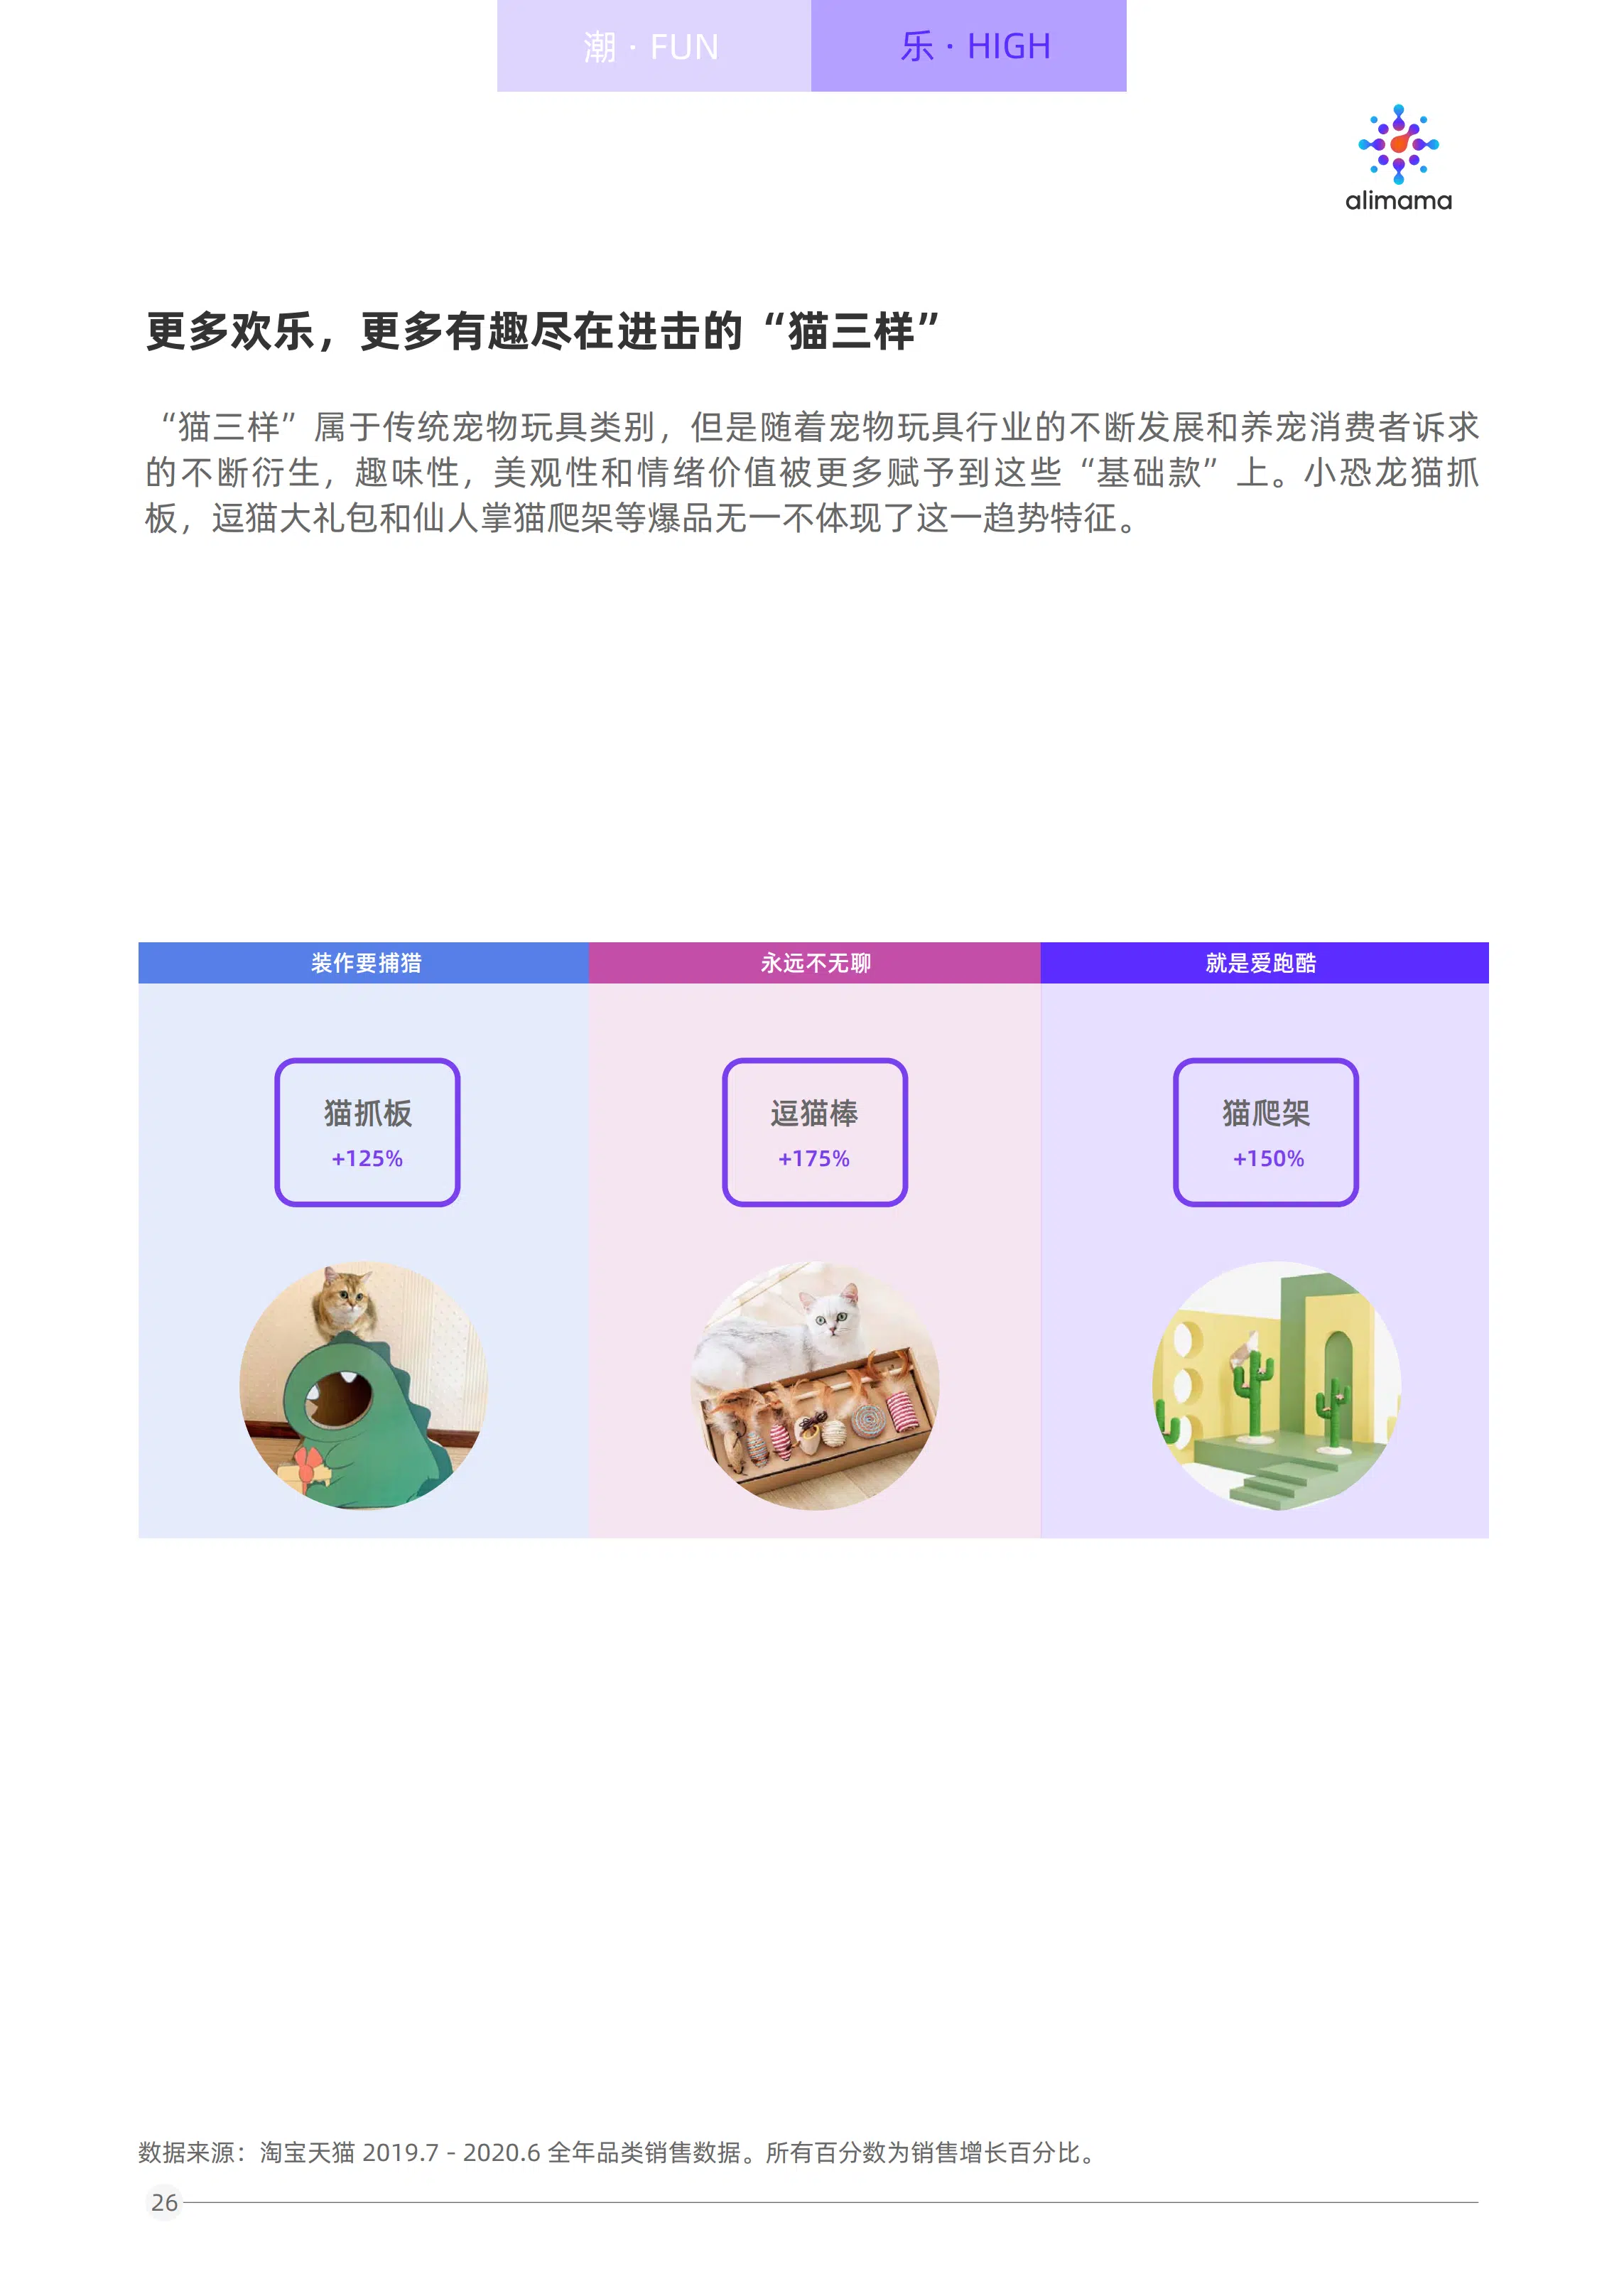 潮 · FUN
乐 · HIGH
alimama
更多欢乐，更多有趣尽在进击的“猫三样”
“猫三样”属于传统宠物玩具类别，但是随着宠物玩具行业的不断发展和养宠消费者诉求
的不断衍生，趣味性，美观性和情绪价值被更多赋予到这些“基础款”上。小恐龙猫抓
板，逗猫大礼包和仙人掌猫爬架等爆品无一不体现了这一趋势特征。
装作要捕猎
永远不无聊
就是爱跑酷
猫抓板
+125%
逗猫棒
+175%
猫爬架
+150%
数据来源：淘宝天猫 2019.7 - 2020.6 全年品类销售数据。所有百分数为销售增长百分比。
26